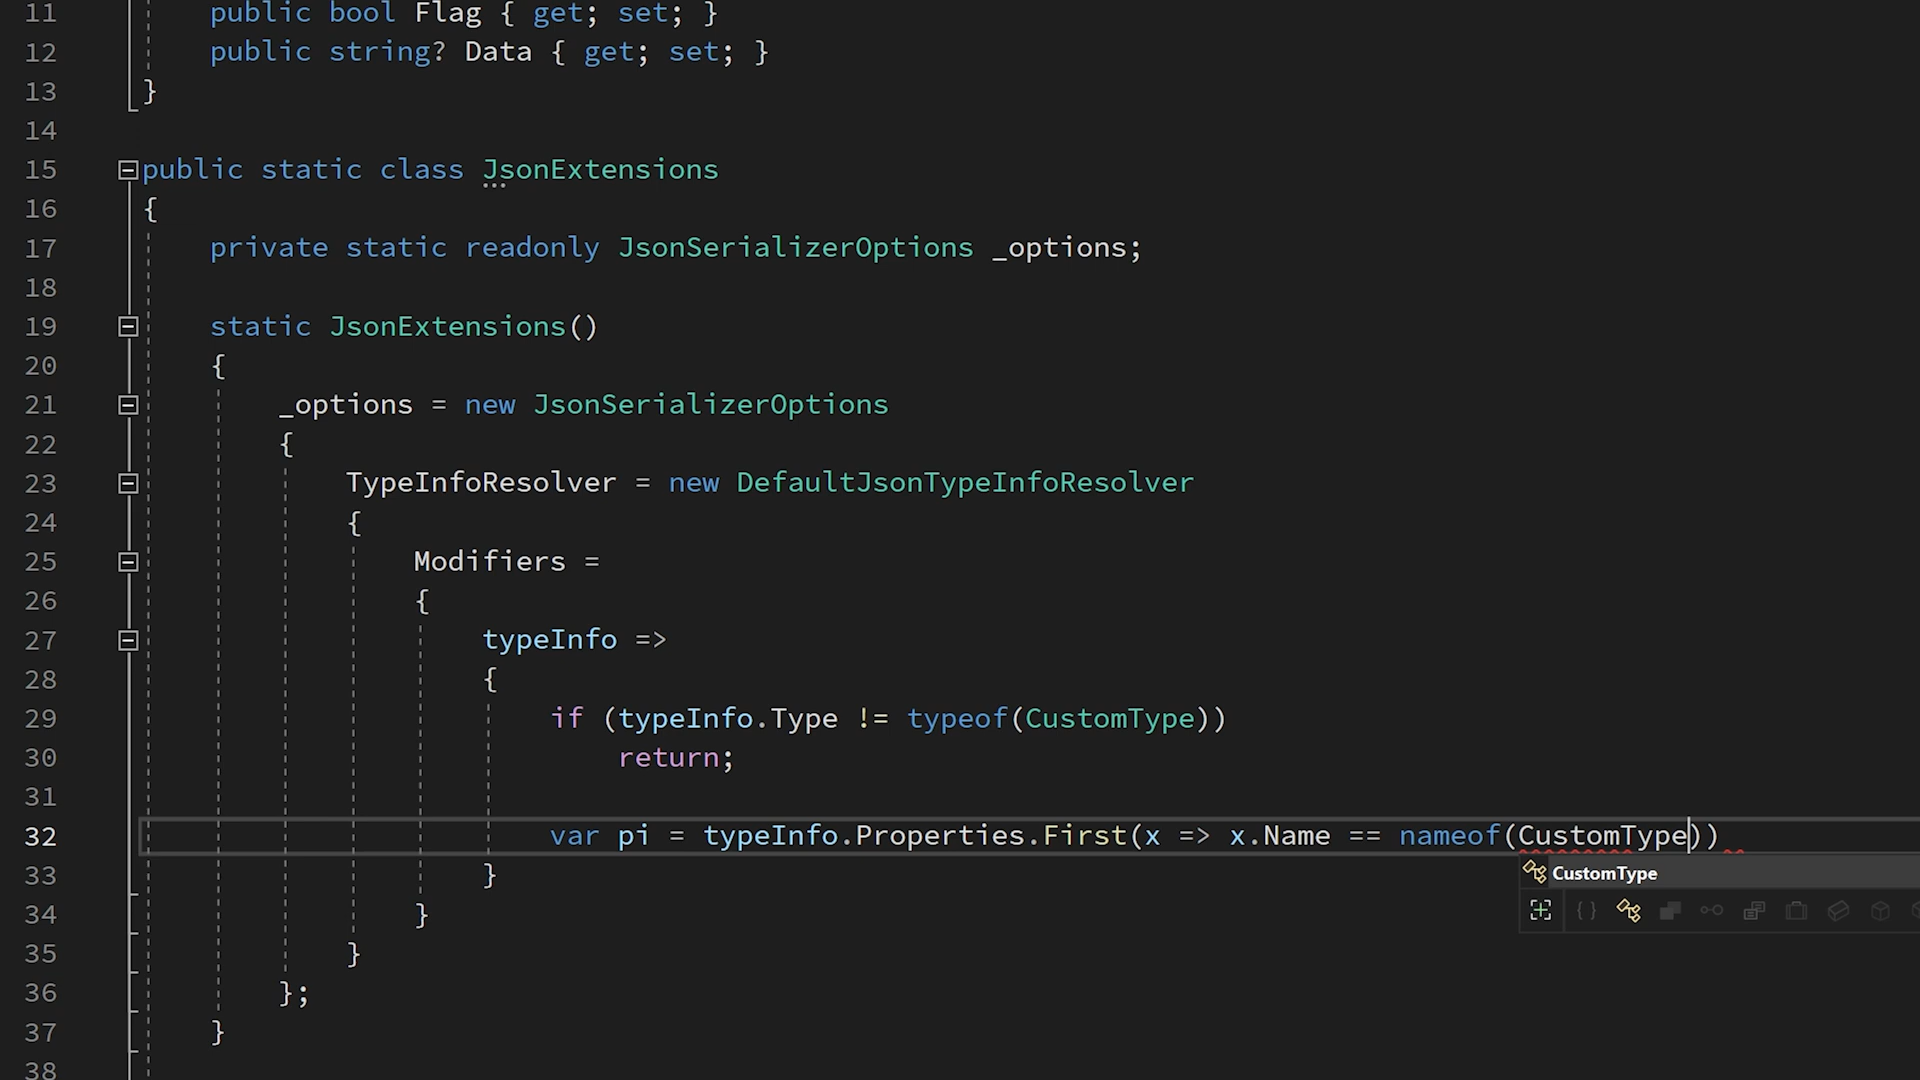 11 public bool Flag { get; set; }
12 public string? Data { get; set; }
13 }
14
15 public static class JsonExtensions
16 {
17 private static readonly JsonSerializerOptions _options;
18
19 static JsonExtensions()
20 {
21 _options = new JsonSerializerOptions
22 {
23 TypeInfoResolver = new DefaultJsonTypeInfoResolver
24 {
25 Modifiers =
26 {
27 typeInfo =>
28 {
29 if (typeInfo.Type != typeof(CustomType))
30 return;
31
32 var pi = typeInfo.Properties.First(x => x.Name == nameof(CustomType))
CustomType
33 }
34 }
35 }
36 };
37 }
38